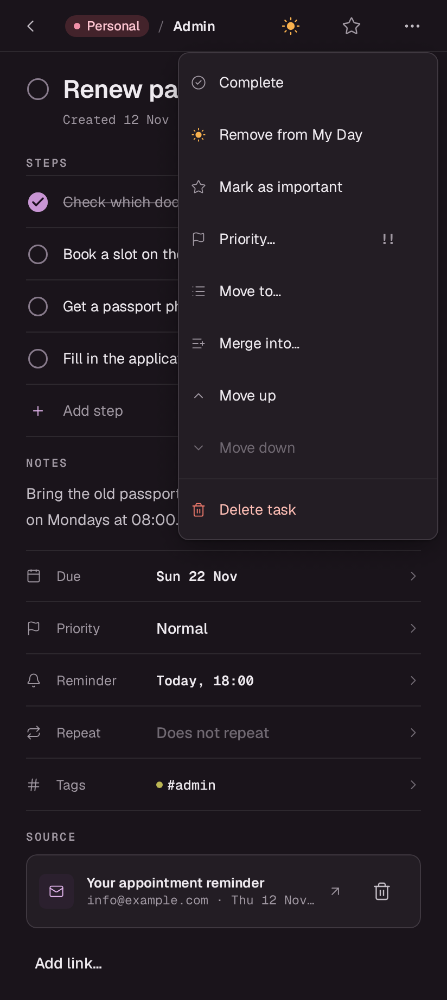 Personal / Admin
Complete
Renew pa
Created 12 Nov
Remove from My Day
STEPS
Mark as important
Check which doc
Priority... !!
Book a slot on the
Move to...
Get a passport ph
Merge into...
Fill in the applica
Move up
Add step
Move down
NOTES
Bring the old passport
Delete task
on Mondays at 08:00.
Due Sun 22 Nov
Priority Normal
Reminder Today, 18:00
Repeat Does not repeat
Tags #admin
SOURCE
Your appointment reminder
info@example.com · Thu 12 Nov...
Add link...